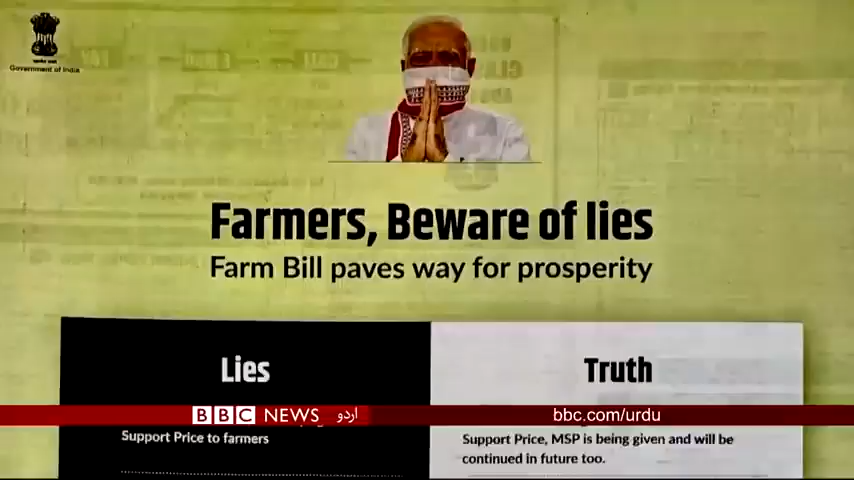 Government of India
Farmers, Beware of lies
Farm Bill paves way for prosperity
Lies
Truth
BBC NEWS اردو
bbc.com/urdu
Support Price to farmers
Support Price, MSP is being given and will be
continued in future too.